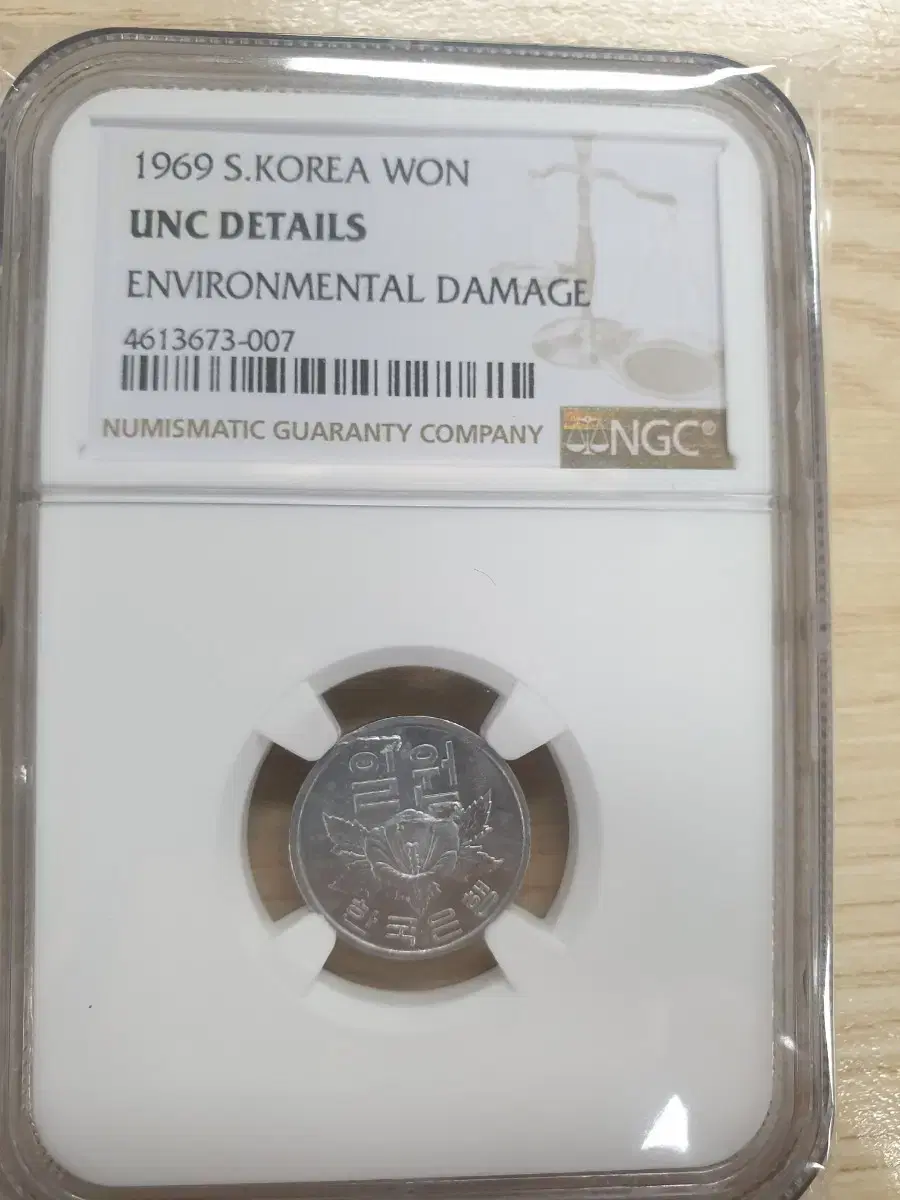 1969 S.KOREA WON
UNC DETAILS
ENVIRONMENTAL DAMAGE
4613673-007
NUMISMATIC GUARANTY COMPANY
NGC®
일원
한국은행